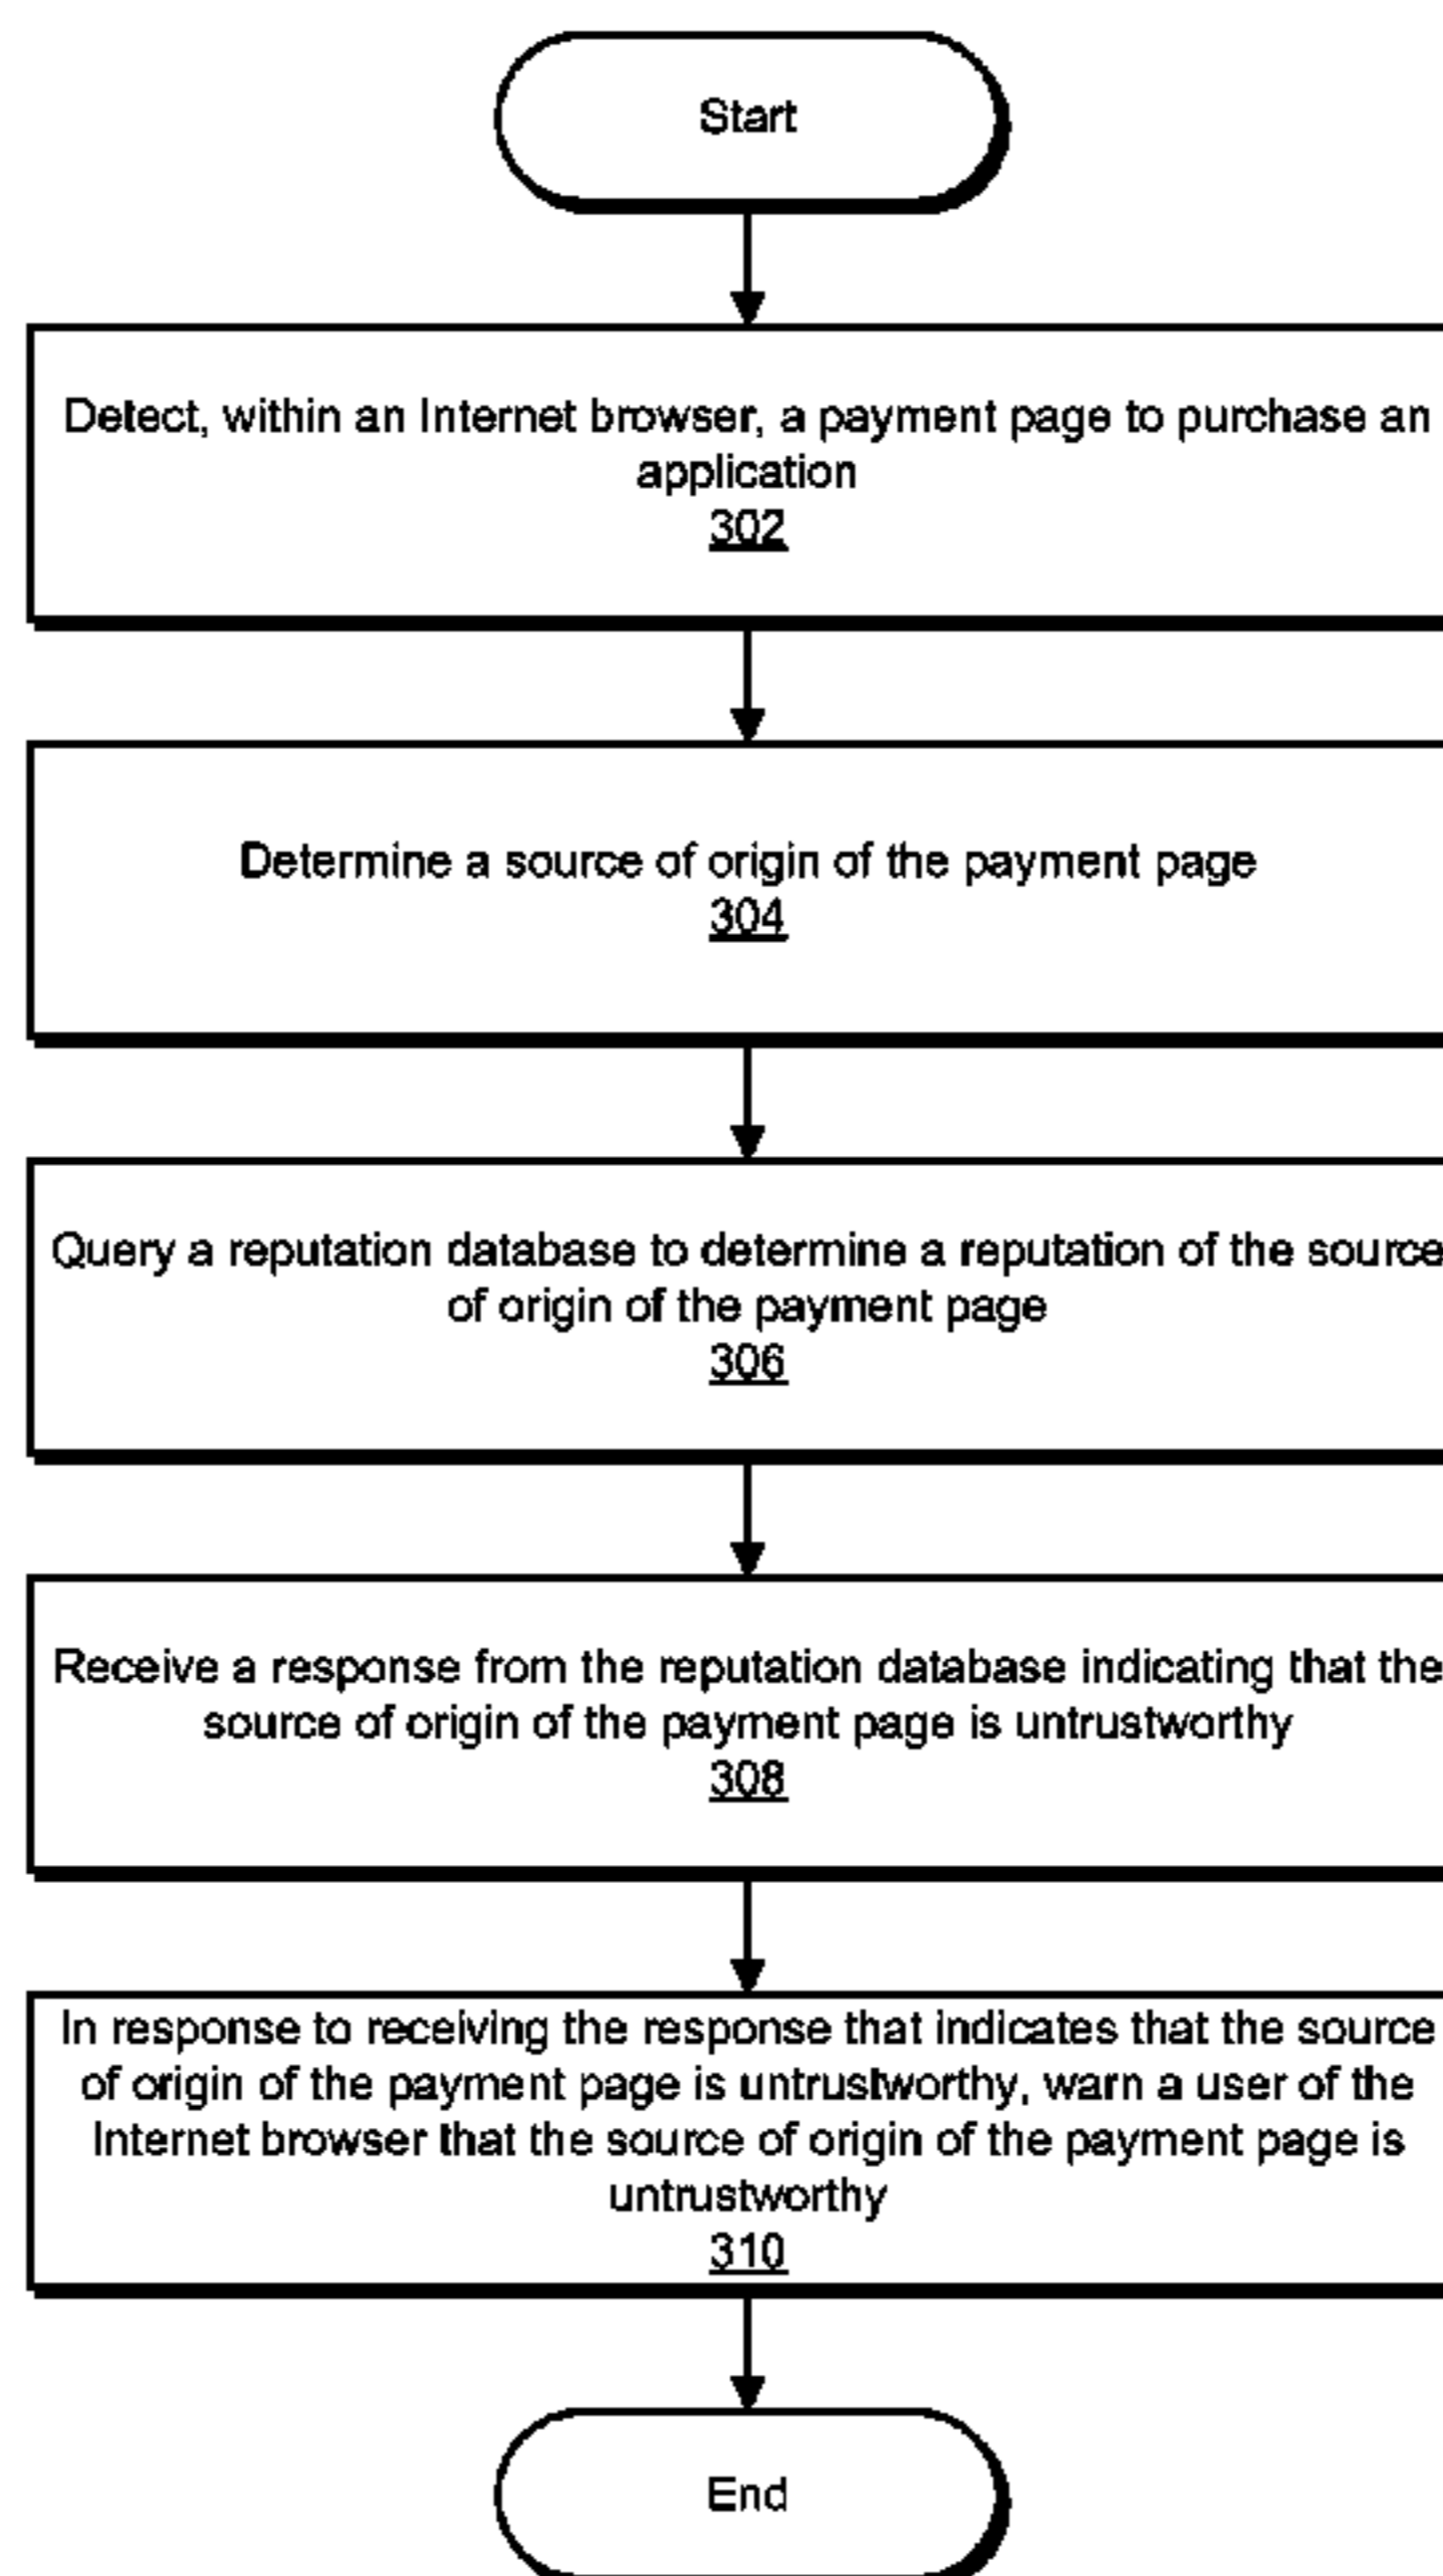 Start
Detect, within an Internet browser, a payment page to purchase an
application
302
Determine a source of origin of the payment page
304
Query a reputation database to determine a reputation of the source
of origin of the payment page
306
Receive a response from the reputation database indicating that the
source of origin of the payment page is untrustworthy
308
In response to receiving the response that indicates that the source
of origin of the payment page is untrustworthy, warn a user of the
Internet browser that the source of origin of the payment page is
untrustworthy
310
End